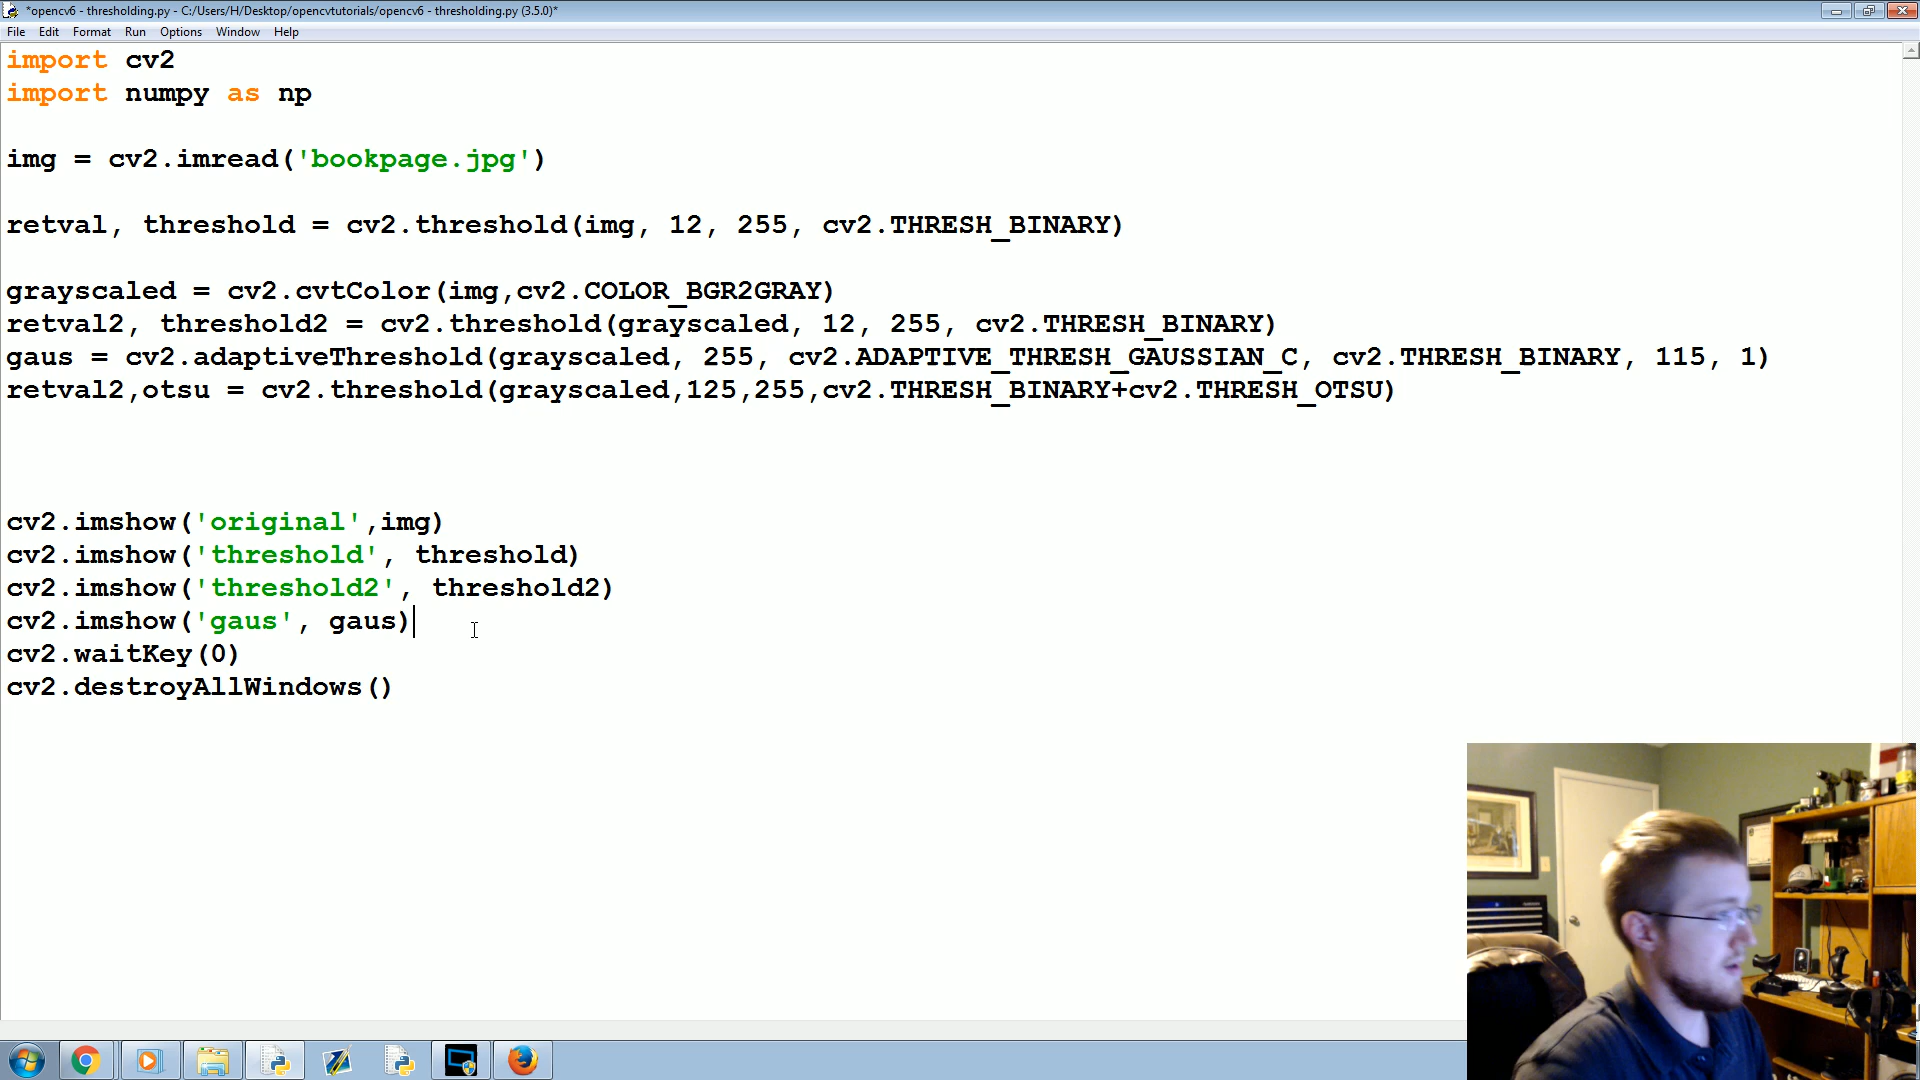 *opencv6 - thresholding.py - C:/Users/H/Desktop/opencvtutorials/opencv6 - thresholding.py (3.5.0)*
File Edit Format Run Options Window Help
import cv2
import numpy as np
img = cv2.imread('bookpage.jpg')
retval, threshold = cv2.threshold(img, 12, 255, cv2.THRESH_BINARY)
grayscaled = cv2.cvtColor(img,cv2.COLOR_BGR2GRAY)
retval2, threshold2 = cv2.threshold(grayscaled, 12, 255, cv2.THRESH_BINARY)
gaus = cv2.adaptiveThreshold(grayscaled, 255, cv2.ADAPTIVE_THRESH_GAUSSIAN_C, cv2.THRESH_BINARY, 115, 1)
retval2,otsu = cv2.threshold(grayscaled,125,255,cv2.THRESH_BINARY+cv2.THRESH_OTSU)
cv2.imshow('original',img)
cv2.imshow('threshold', threshold)
cv2.imshow('threshold2', threshold2)
cv2.imshow('gaus', gaus)
cv2.waitKey(0)
cv2.destroyAllWindows()